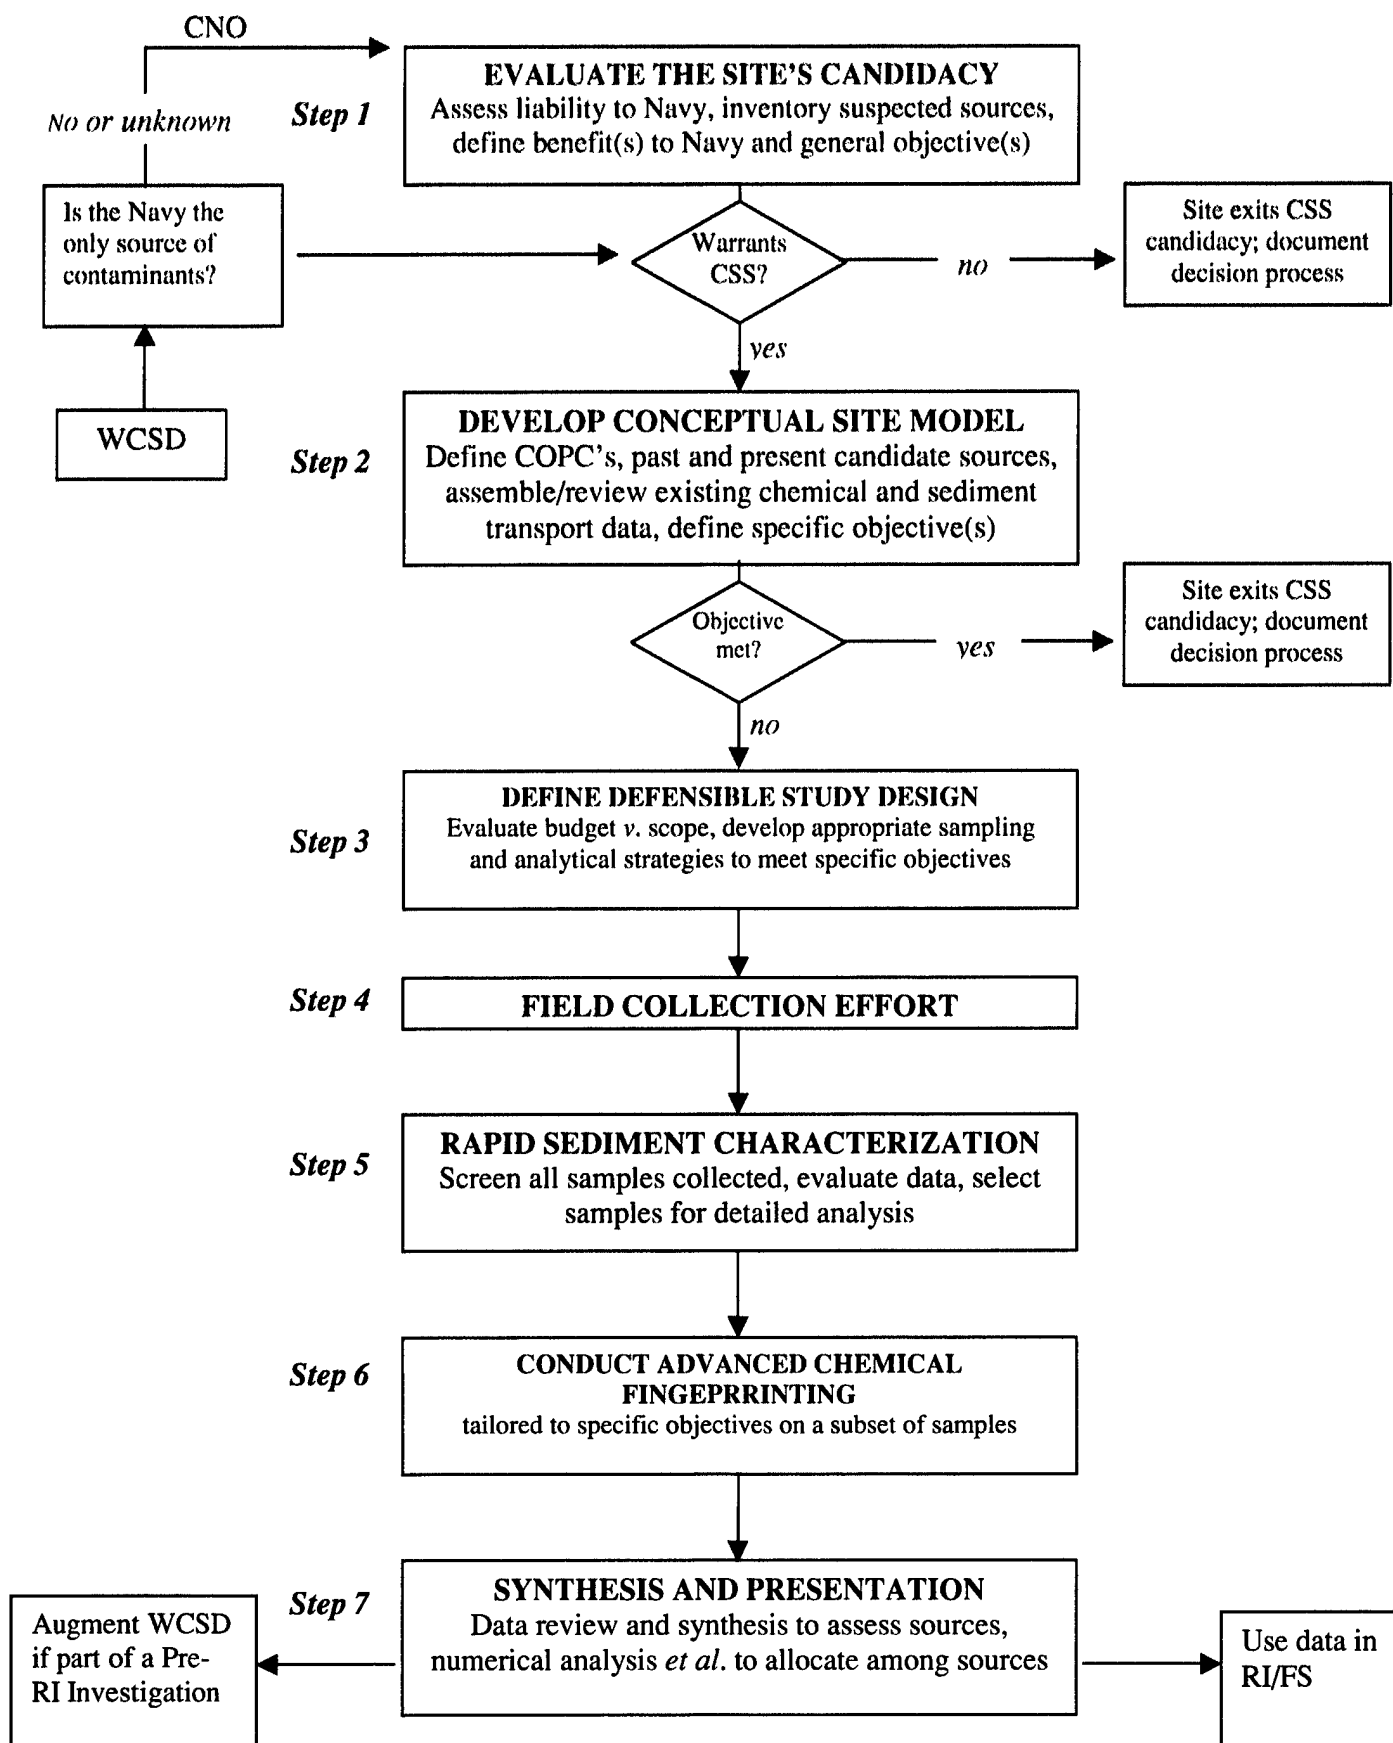 CNO
No or unknown
Step 1
EVALUATE THE SITE'S CANDIDACY
Assess liability to Navy, inventory suspected sources,
define benefit(s) to Navy and general objective(s)
Is the Navy the
only source of
contaminants?
Warrants
CSS?
no
Site exits CSS
candidacy; document
decision process
yes
WCSD
Step 2
DEVELOP CONCEPTUAL SITE MODEL
Define COPC's, past and present candidate sources,
assemble/review existing chemical and sediment
transport data, define specific objective(s)
Objective
met?
yes
Site exits CSS
candidacy; document
decision process
no
Step 3
DEFINE DEFENSIBLE STUDY DESIGN
Evaluate budget v. scope, develop appropriate sampling
and analytical strategies to meet specific objectives
Step 4
FIELD COLLECTION EFFORT
Step 5
RAPID SEDIMENT CHARACTERIZATION
Screen all samples collected, evaluate data, select
samples for detailed analysis
Step 6
CONDUCT ADVANCED CHEMICAL
FINGEPRRINTING
tailored to specific objectives on a subset of samples
Step 7
SYNTHESIS AND PRESENTATION
Data review and synthesis to assess sources,
numerical analysis et al. to allocate among sources
Augment WCSD
if part of a Pre-
RI Investigation
Use data in
RI/FS